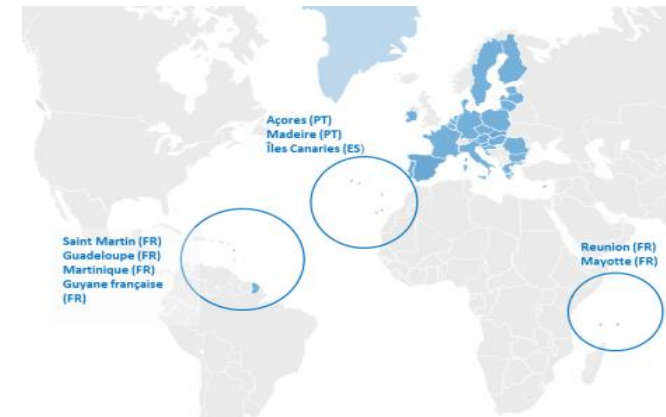 Açores (PT)
Madeire (PT)
Îles Canaries (ES)
Saint Martin (FR)
Guadeloupe (FR)
Martinique (FR)
Guyane française
(FR)
Reunion (FR)
Mayotte (FR)